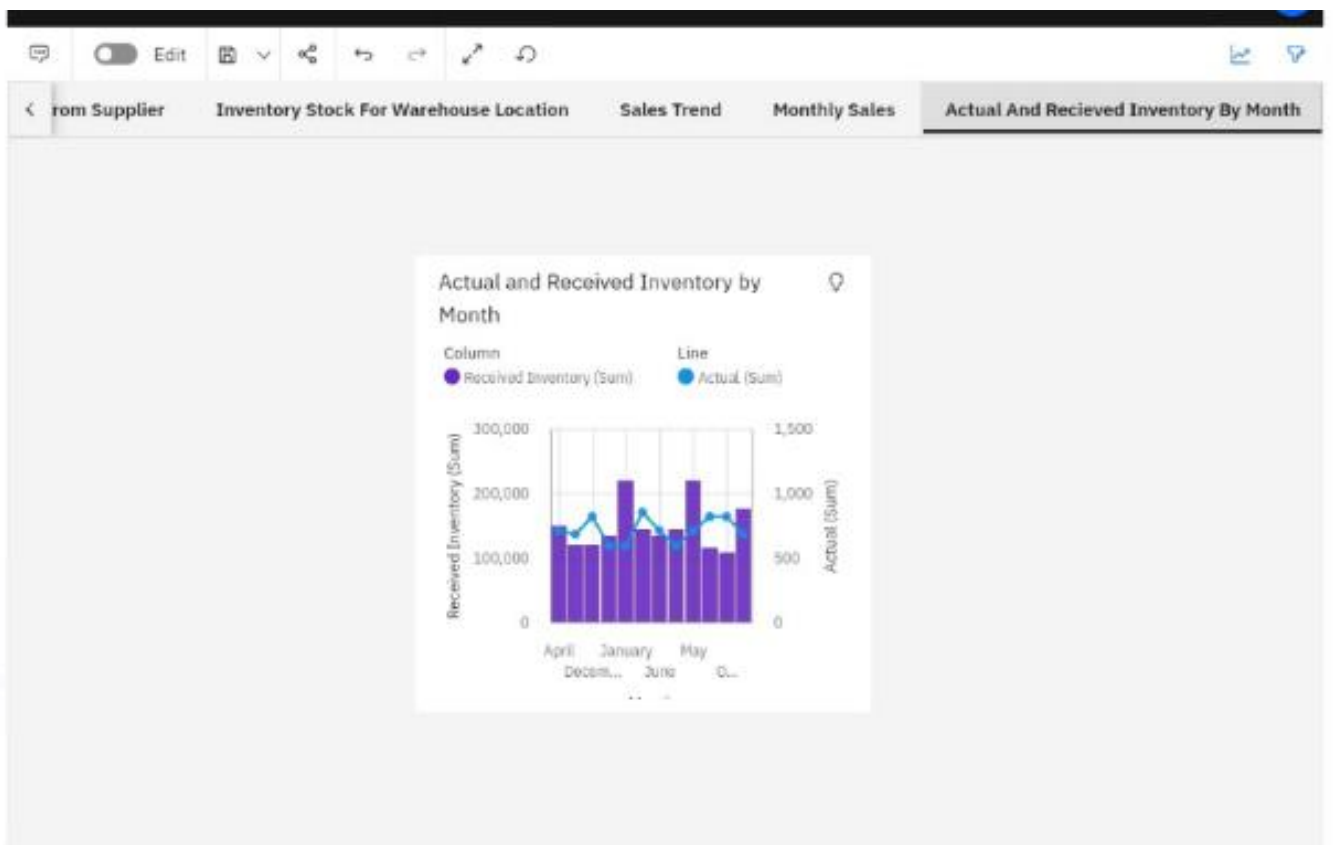 Edit
rom Supplier Inventory Stock For Warehouse Location Sales Trend Monthly Sales Actual And Recieved Inventory By Month
Actual and Received Inventory by
Month
Column Line
Received Inventory (Sum) Actual (Sum)
Received Inventory (Sum)
300,000
200,000
100,000
0
1,500
1,000
500
0
Actual (Sum)
April January May
Decem... June O...